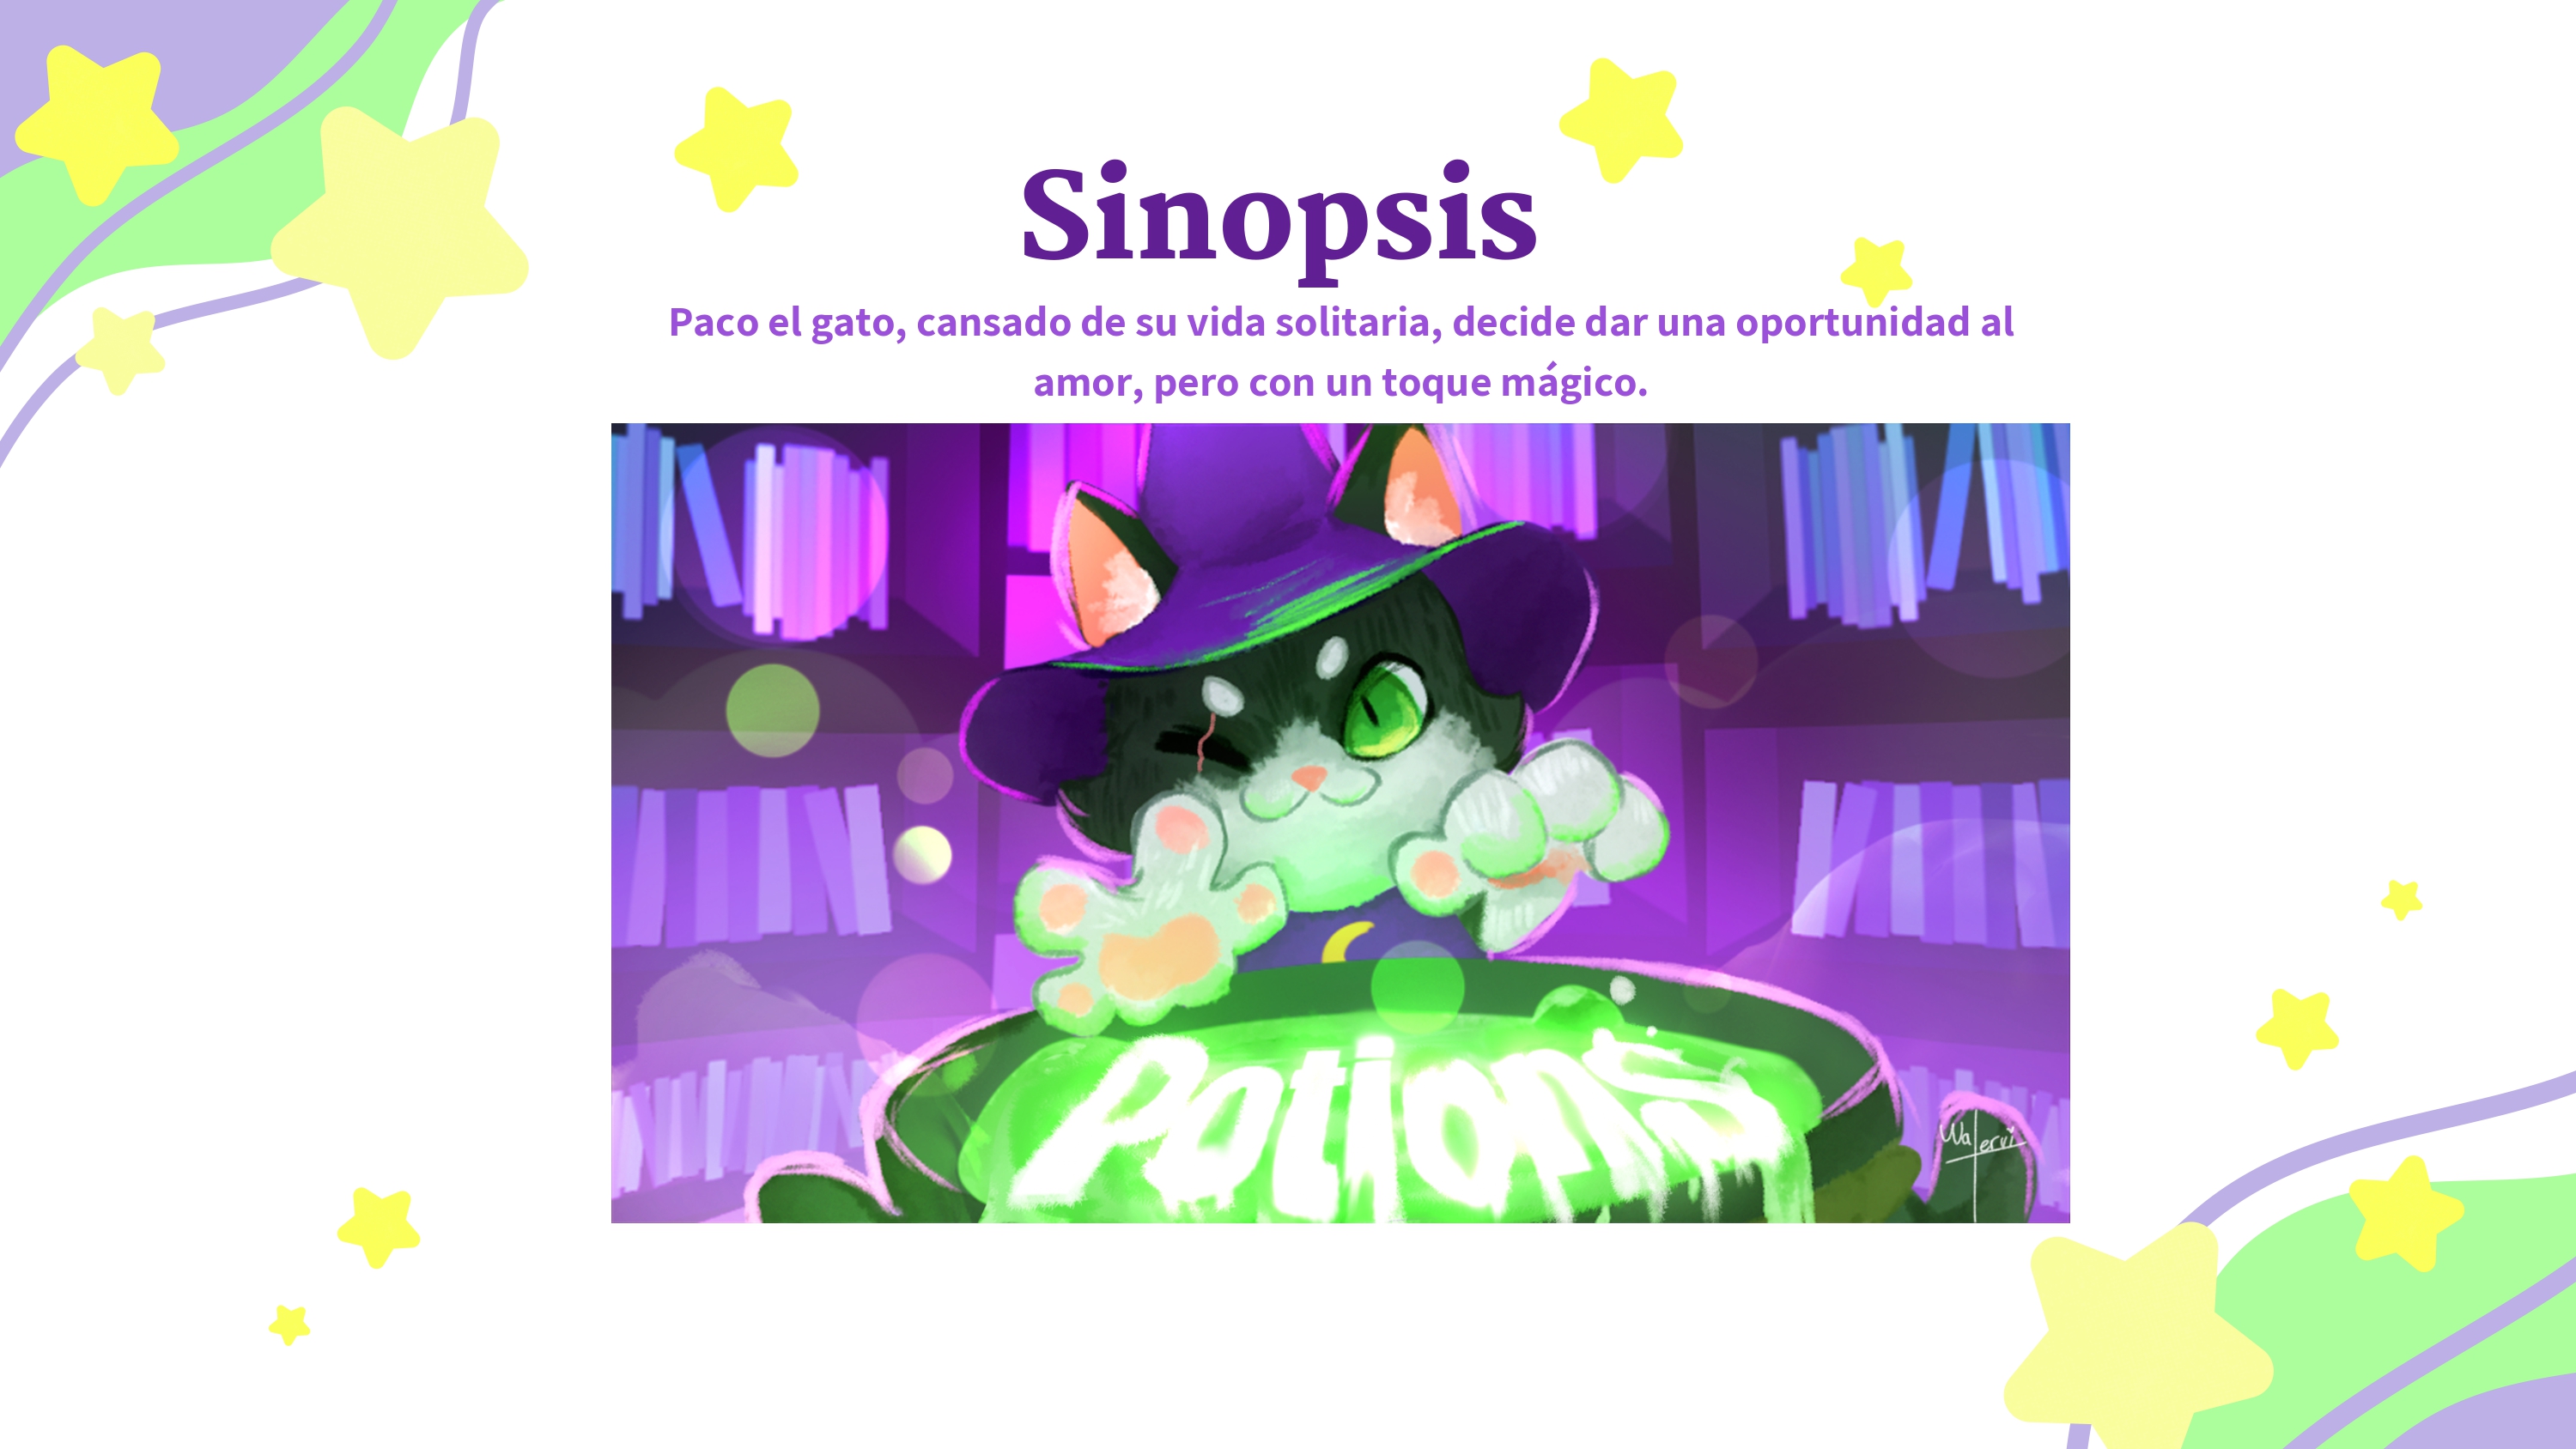 Sinopsis
Paco el gato, cansado de su vida solitaria, decide dar una oportunidad al
amor, pero con un toque mágico.
Potions
Watervi